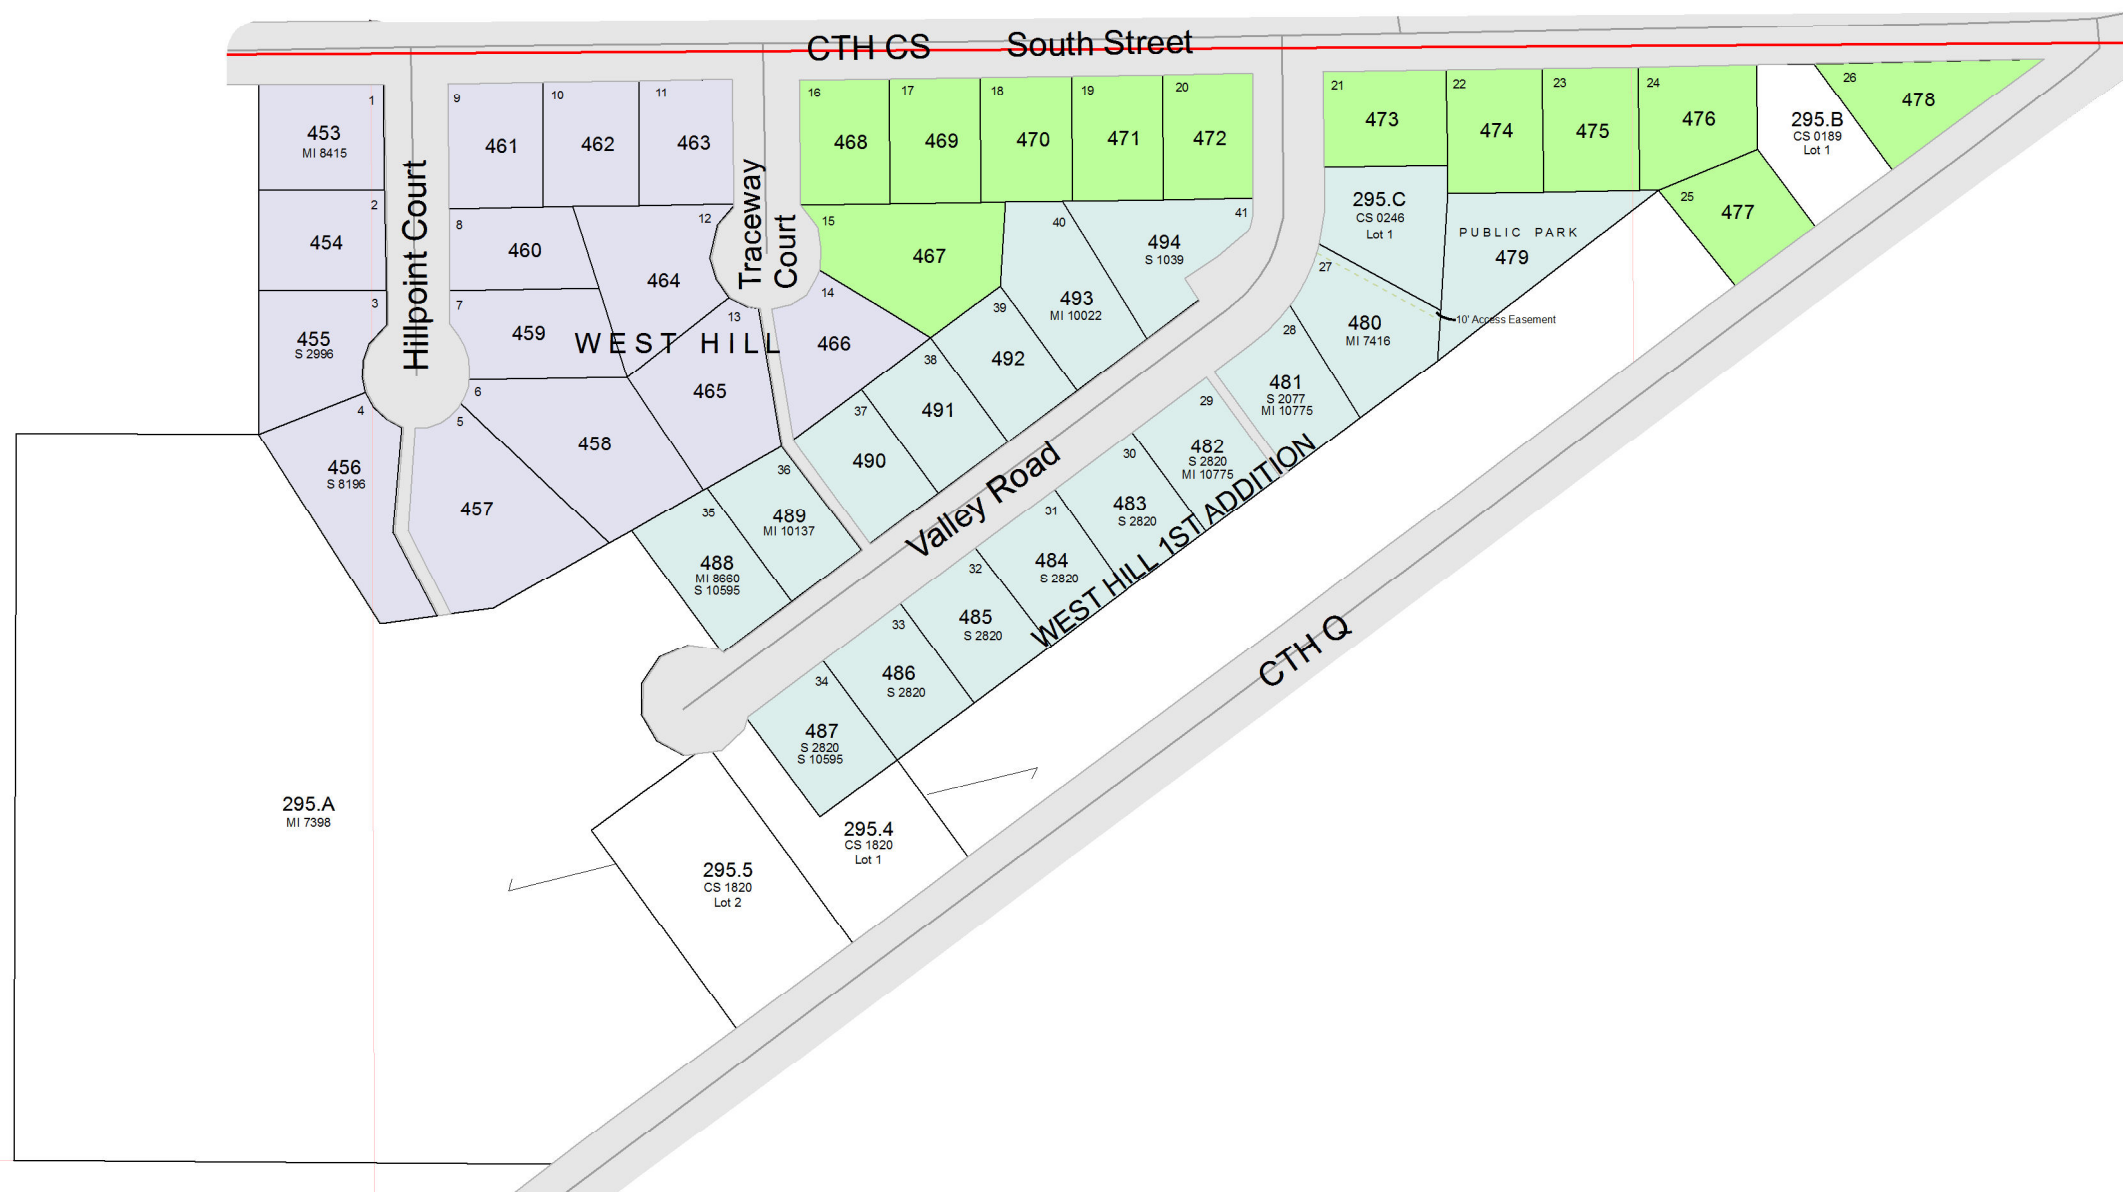 CTH CS
South Street
1
453
MI 8415
2
454
3
455
S 2996
4
456
S 8196
Hillpoint Court
9
461
10
462
11
463
8
460
12
464
7
459
13
WEST HILL
6
465
5
458
457
Traceway
Court
16
468
17
469
18
470
19
471
20
472
15
467
14
466
40
41
494
S 1039
493
MI 10022
39
492
38
491
37
490
36
489
MI 10137
35
488
MI 8660
S 10595
Valley Road
21
473
22
474
23
475
24
476
295.B
CS 0189
Lot 1
26
478
25
477
295.C
CS 0246
Lot 1
PUBLIC PARK
479
27
10' Access Easement
480
MI 7416
28
481
S 2077
MI 10775
29
482
S 2820
MI 10775
30
483
S 2820
31
484
S 2820
32
485
S 2820
33
486
S 2820
34
487
S 2820
S 10595
WEST HILL 1ST ADDITION
CTH Q
295.A
MI 7398
295.4
CS 1820
Lot 1
295.5
CS 1820
Lot 2